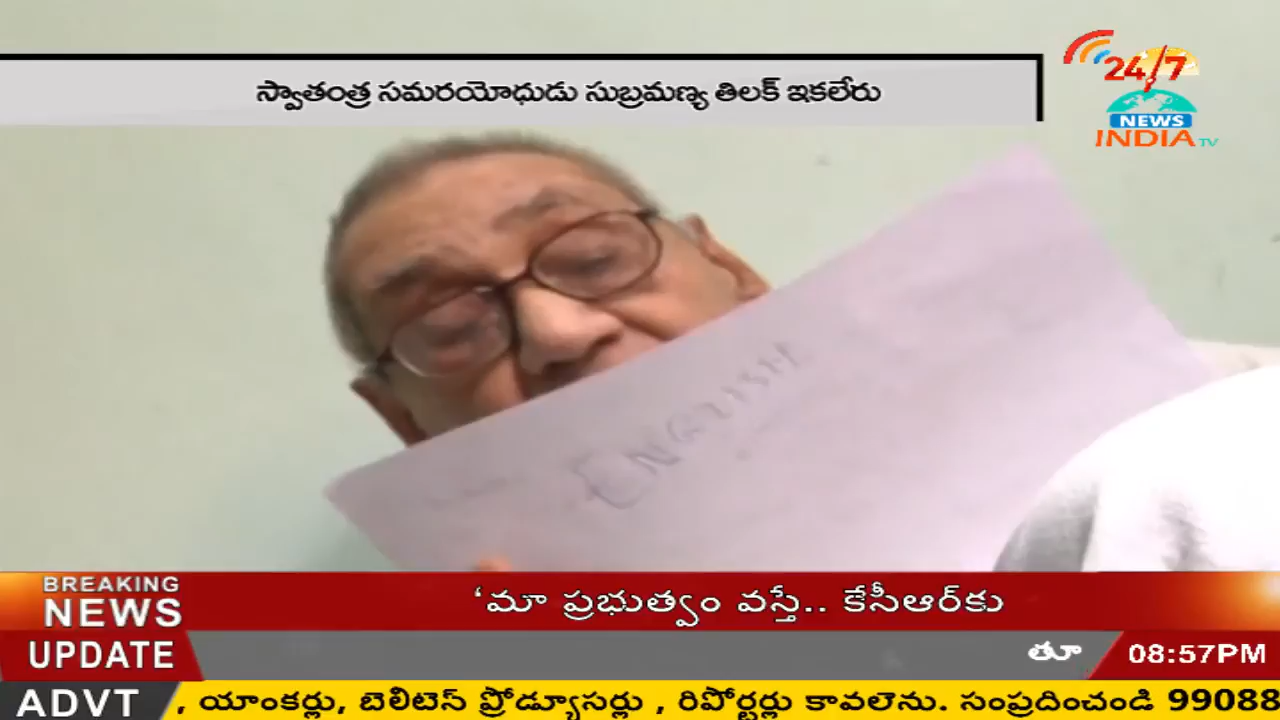 స్వాతంత్ర సమరయోధుడు సుబ్రమణ్య తిలక్ ఇకలేరు
24/7
NEWS
INDIA TV
ENGLISH
BREAKING
NEWS
'మా ప్రభుత్వం వస్తే.. కేసీఆర్‌కు
UPDATE
తూ
08:57PM
ADVT
, యాంకర్లు, బెలిటెన్ ప్రోడ్యూసర్లు , రిపోర్టర్లు కావలెను. సంప్రదించండి 99088